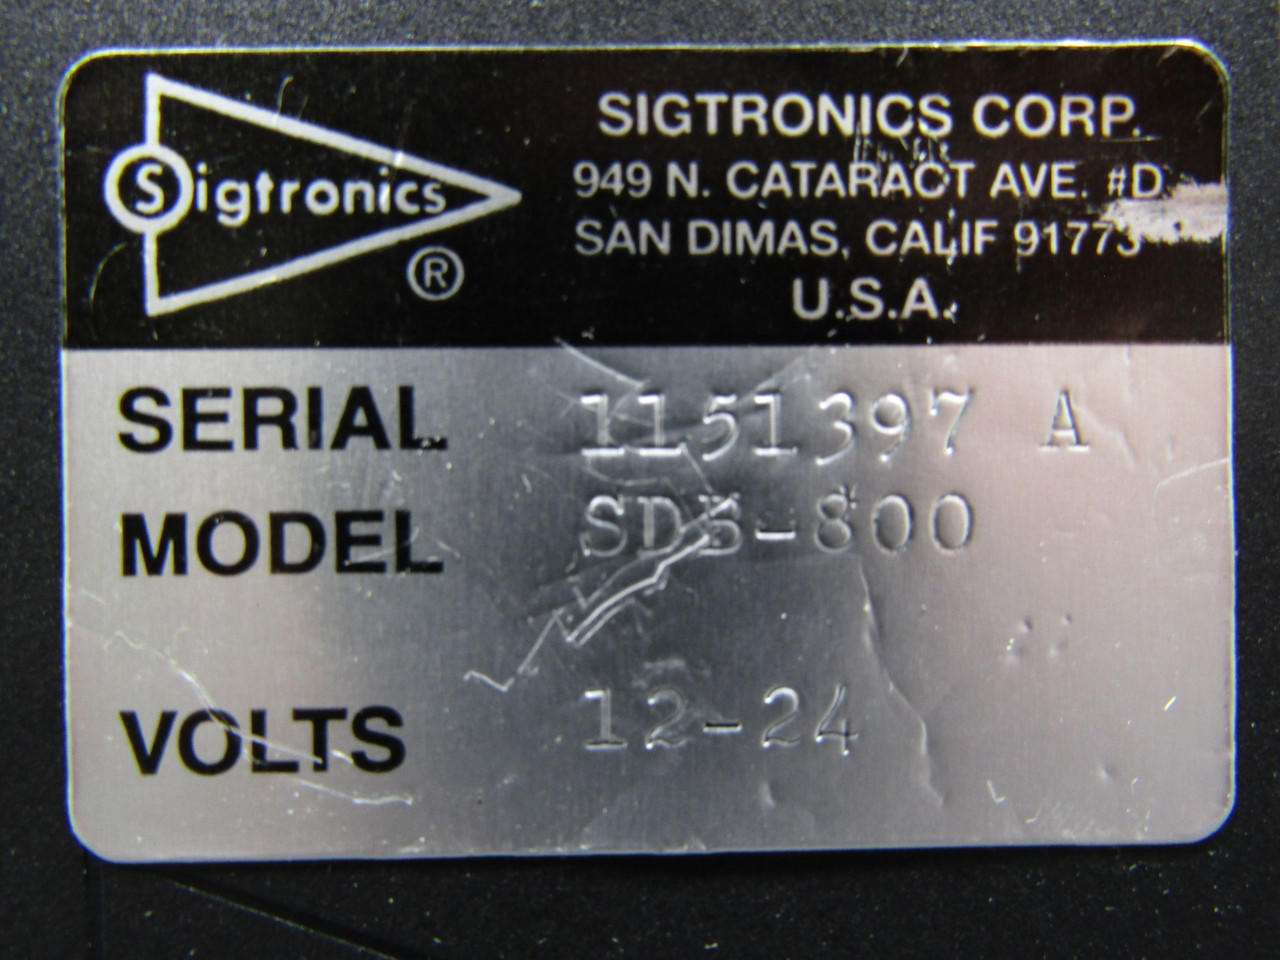 Sigtronics ®
SIGTRONICS CORP.
949 N. CATARACT AVE. #D
SAN DIMAS, CALIF 91773
U.S.A.
SERIAL 1151397 A
MODEL SDB-800
VOLTS 12-24